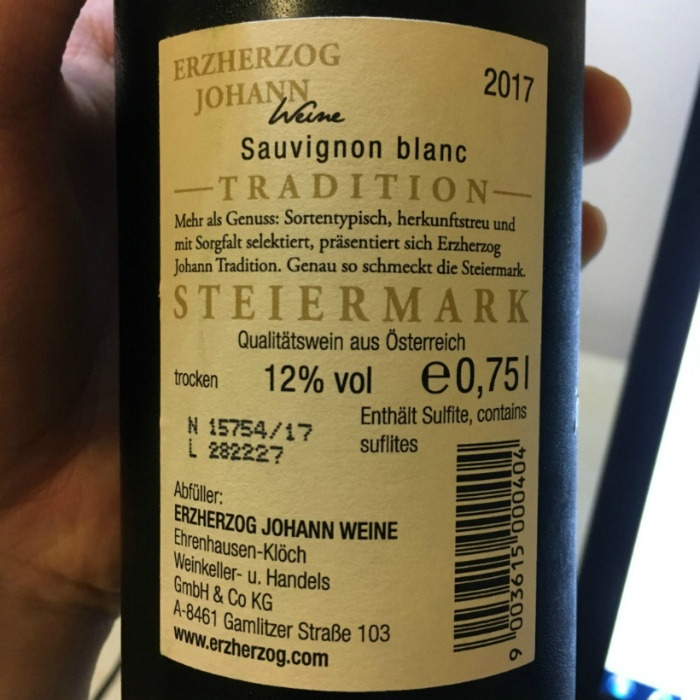 ERZHERZOG
JOHANN
Weine
2017
Sauvignon blanc
TRADITION
Mehr als Genuss: Sortentypisch, herkunftstreu und
mit Sorgfalt selektiert, präsentiert sich Erzherzog
Johann Tradition. Genau so schmeckt die Steiermark.
STEIERMARK
Qualitätswein aus Österreich
trocken 12% vol ℮0,75l
Enthält Sulfite, contains
suflites
N 15754/17
L 282227
Abfüller:
ERZHERZOG JOHANN WEINE
Ehrenhausen-Klöch
Weinkeller- u. Handels
GmbH & Co KG
A-8461 Gamlitzer Straße 103
www.erzherzog.com
9 003615 000404